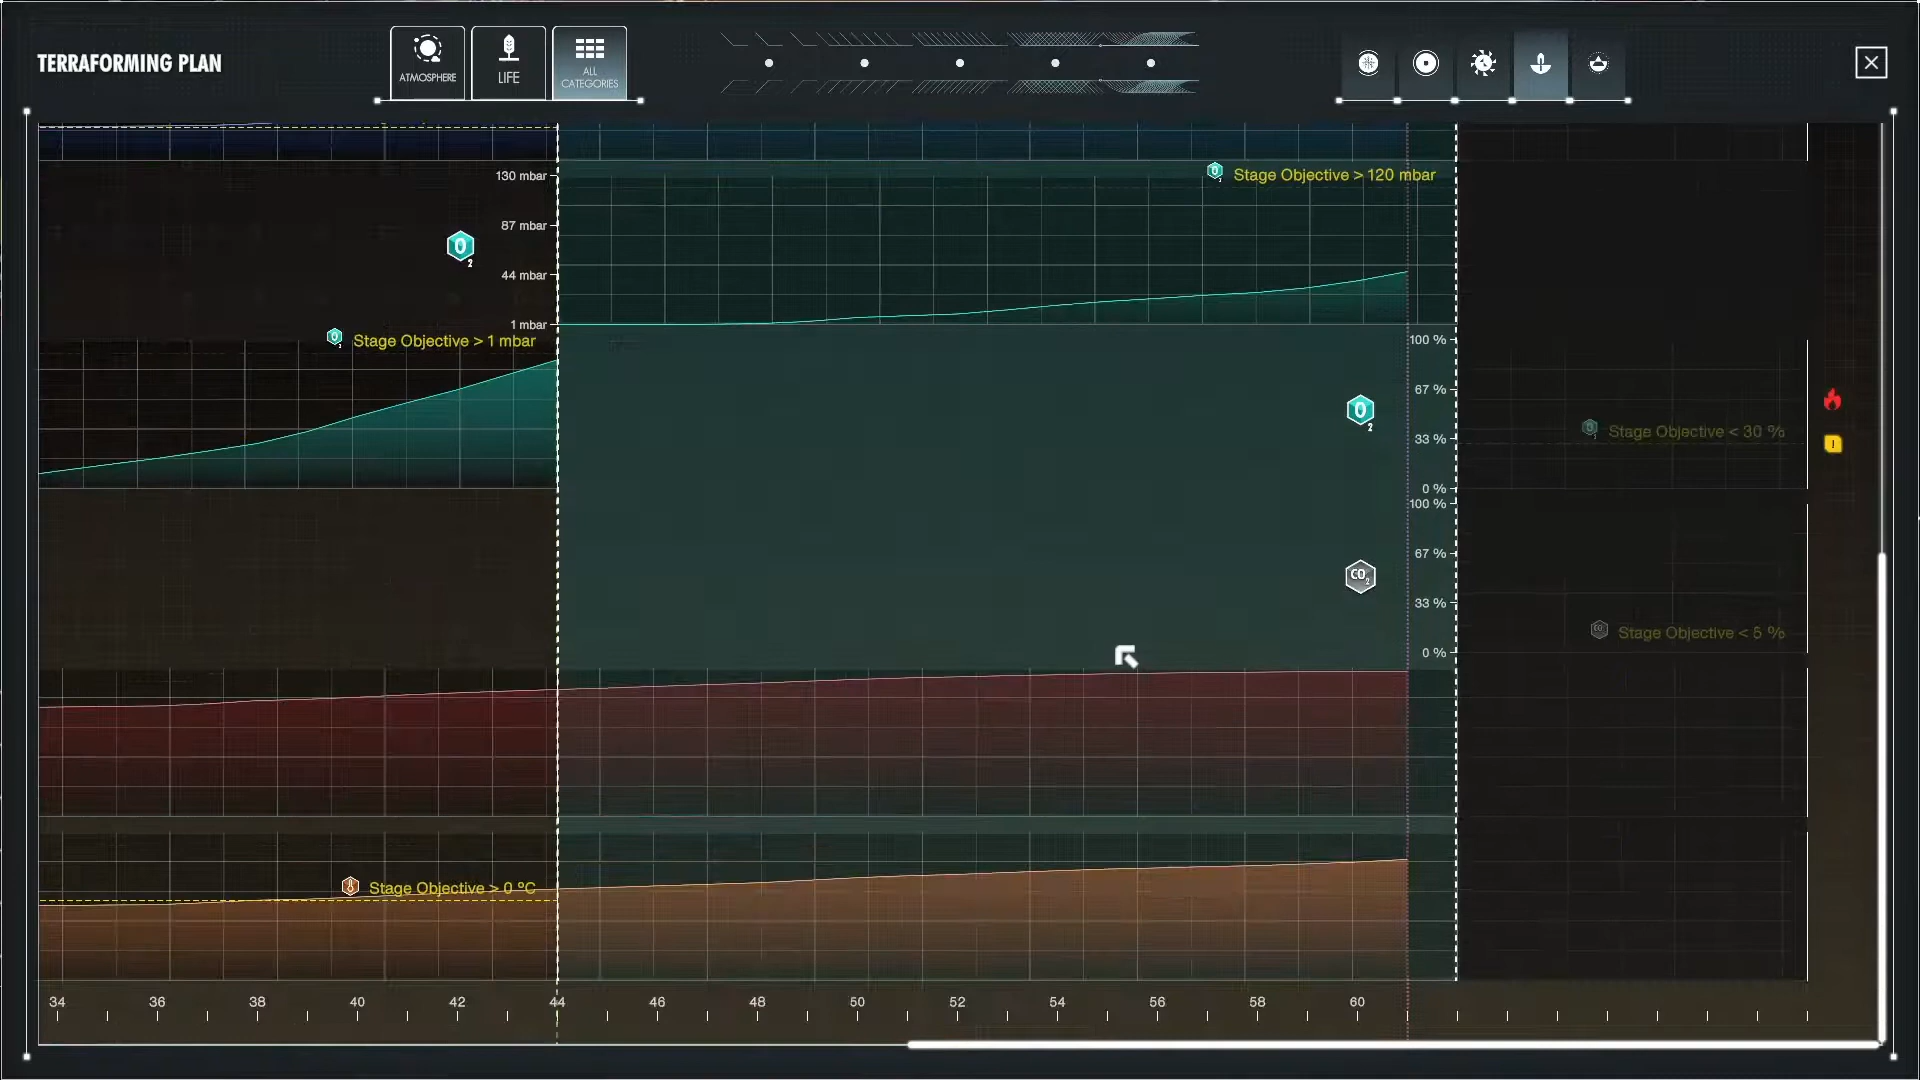 TERRAFORMING PLAN
ATMOSPHERE
LIFE
ALL
CATEGORIES
130 mbar
Stage Objective > 120 mbar
87 mbar
O
2
44 mbar
1 mbar
Stage Objective > 1 mbar
100 %
67 %
O
2
33 %
Stage Objective < 30 %
0 %
100 %
67 %
CO2
33 %
Stage Objective < 5 %
0 %
Stage Objective > 0 °C
34 36 38 40 42 44 46 48 50 52 54 56 58 60